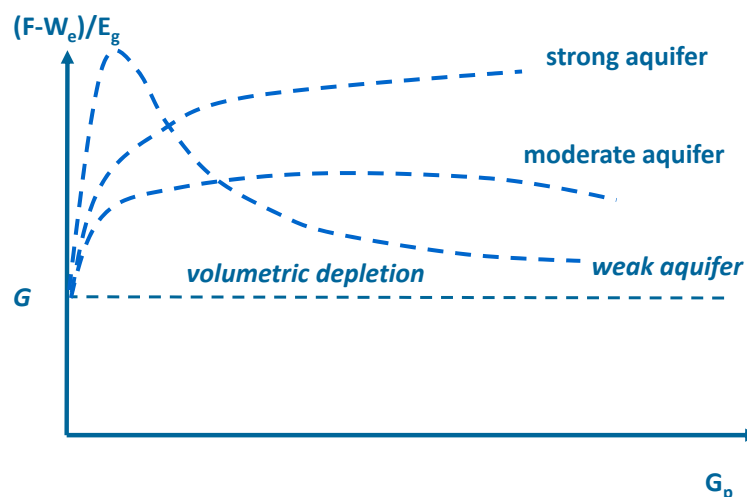 (F-We)/Eg
strong aquifer
moderate aquifer
volumetric depletion
weak aquifer
G
Gp